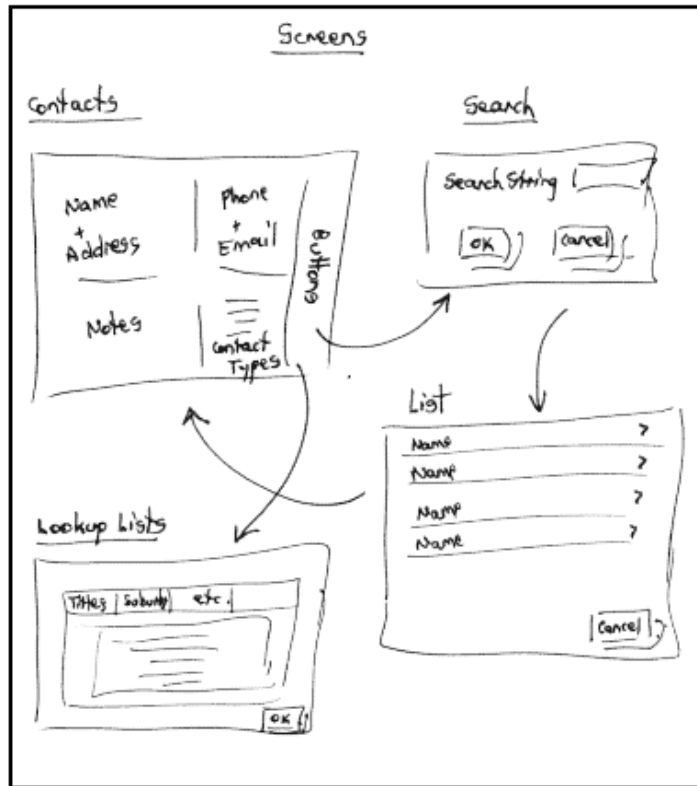 Screens
Contacts
Name
+
Address
Phone
+
Email
Buttons
Notes
Contact
Types
Search
Search String
OK
Cancel
List
Name >
Name >
Name >
Name >
Cancel
Lookup Lists
Titles Suburbs etc.
OK